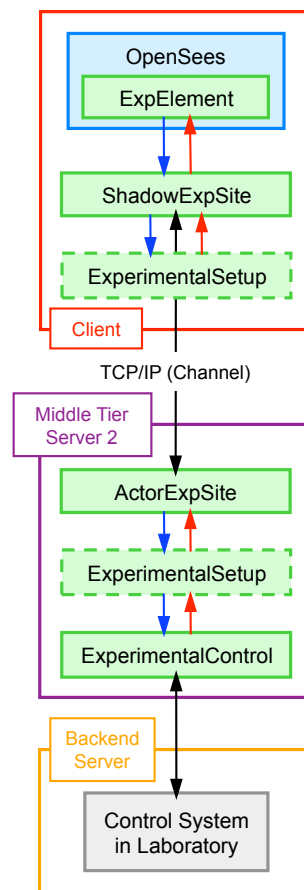 OpenSees
ExpElement
ShadowExpSite
ExperimentalSetup
Client
TCP/IP (Channel)
Middle Tier
Server 2
ActorExpSite
ExperimentalSetup
ExperimentalControl
Backend
Server
Control System
in Laboratory